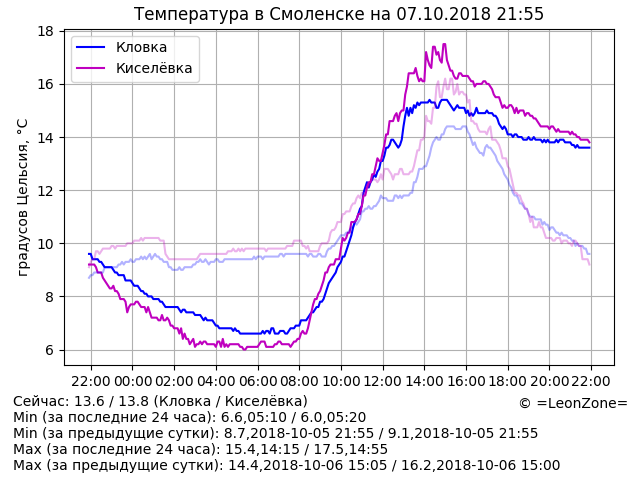 Температура в Смоленске на 07.10.2018 21:55
Кловка
Киселёвка
градусов Цельсия, °C
18
16
14
12
10
8
6
22:00 00:00 02:00 04:00 06:00 08:00 10:00 12:00 14:00 16:00 18:00 20:00 22:00
Сейчас: 13.6 / 13.8 (Кловка / Киселёвка)
© =LeonZone=
Min (за последние 24 часа): 6.6,05:10 / 6.0,05:20
Min (за предыдущие сутки): 8.7,2018-10-05 21:55 / 9.1,2018-10-05 21:55
Max (за последние 24 часа): 15.4,14:15 / 17.5,14:55
Max (за предыдущие сутки): 14.4,2018-10-06 15:05 / 16.2,2018-10-06 15:00